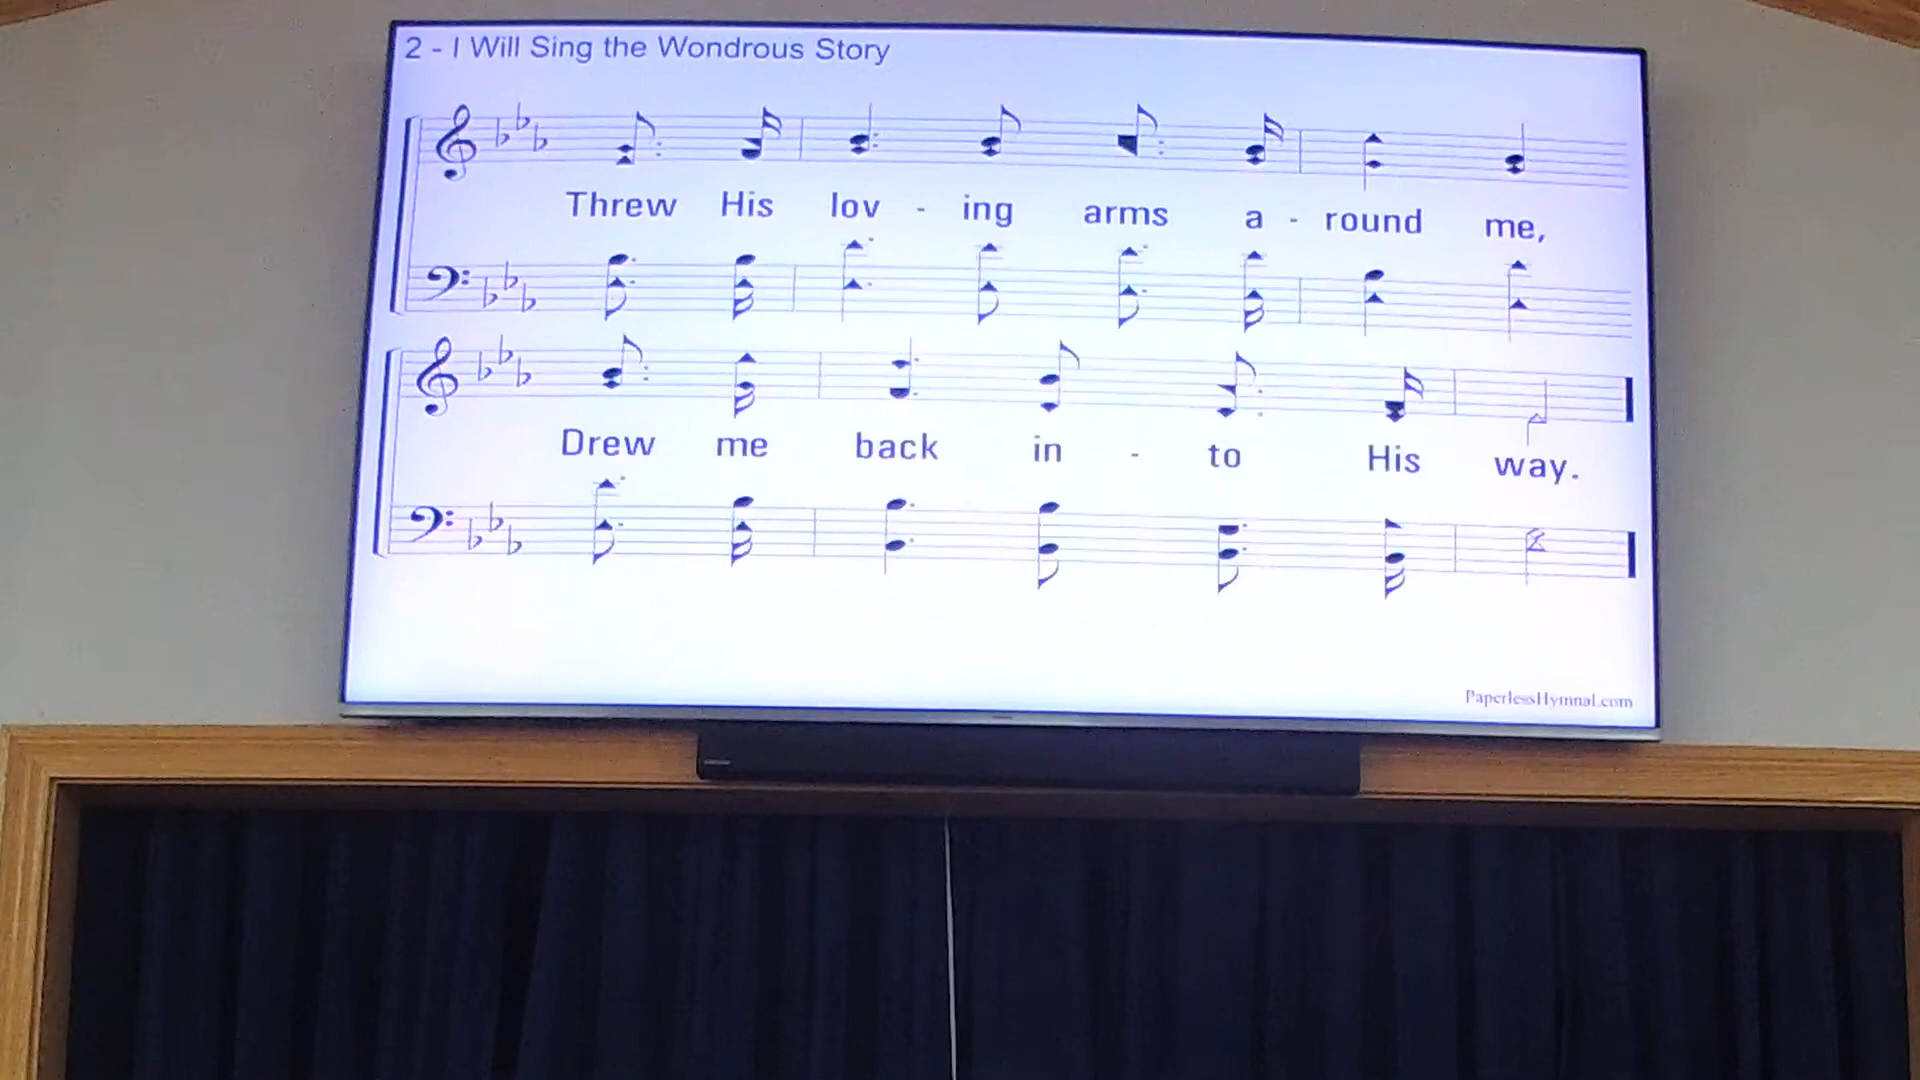 2 - I Will Sing the Wondrous Story
Threw His lov - ing arms a - round me,
Drew me back in - to His way.
PaperlessHymnal.com